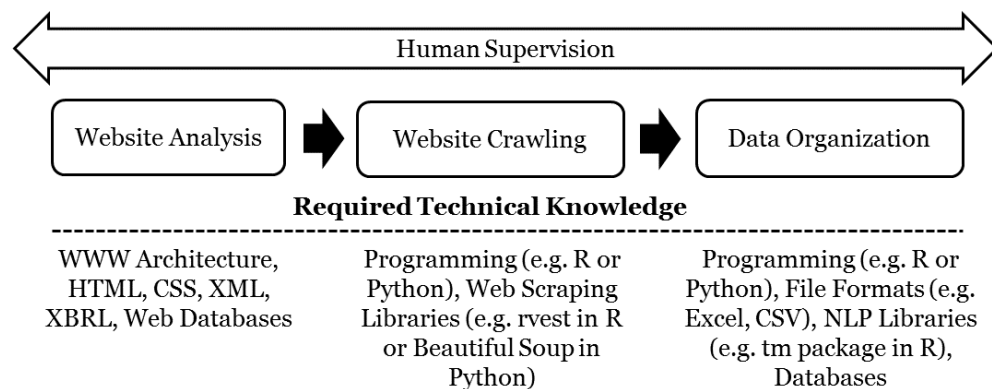 Human Supervision
Website Analysis
Website Crawling
Data Organization
Required Technical Knowledge
WWW Architecture,
HTML, CSS, XML,
XBRL, Web Databases
Programming (e.g. R or
Python), Web Scraping
Libraries (e.g. rvest in R
or Beautiful Soup in
Python)
Programming (e.g. R or
Python), File Formats (e.g.
Excel, CSV), NLP Libraries
(e.g. tm package in R),
Databases